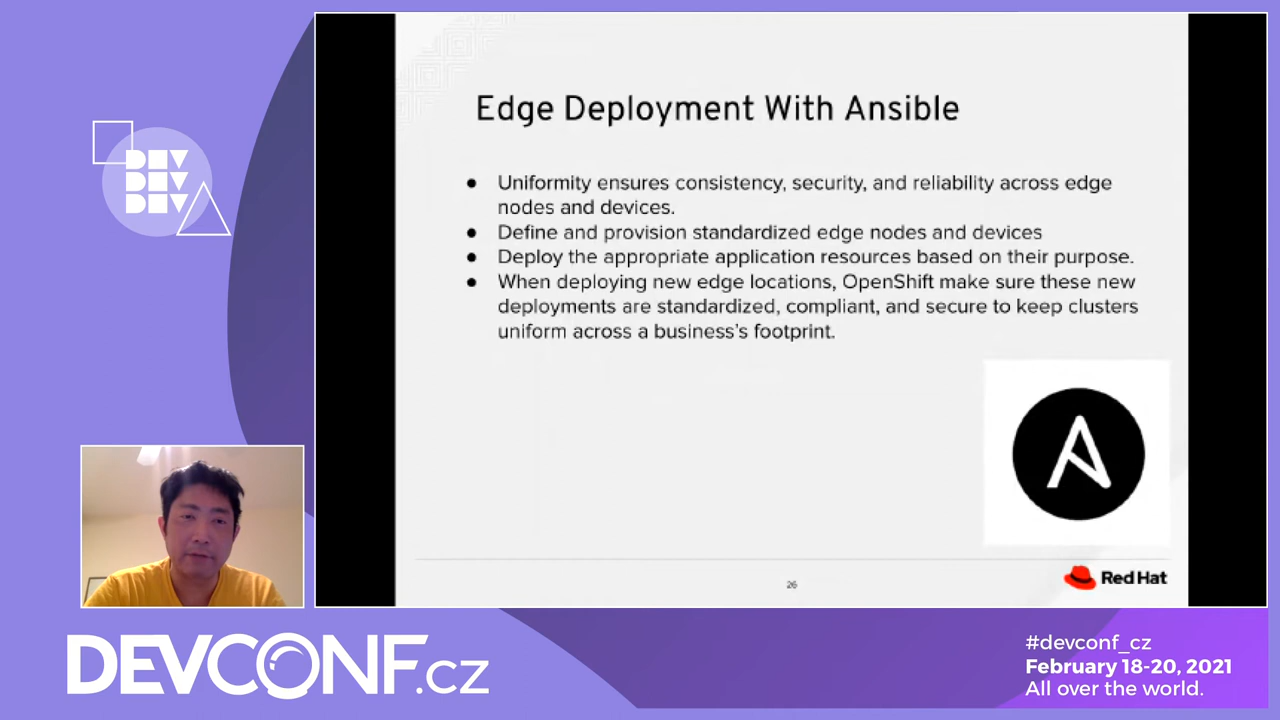 DEV
DEV
DEV
Edge Deployment With Ansible
● Uniformity ensures consistency, security, and reliability across edge
nodes and devices.
● Define and provision standardized edge nodes and devices
● Deploy the appropriate application resources based on their purpose.
● When deploying new edge locations, OpenShift make sure these new
deployments are standardized, compliant, and secure to keep clusters
uniform across a business's footprint.
A
26
Red Hat
DEVCONF.cz
#devconf_cz
February 18-20, 2021
All over the world.